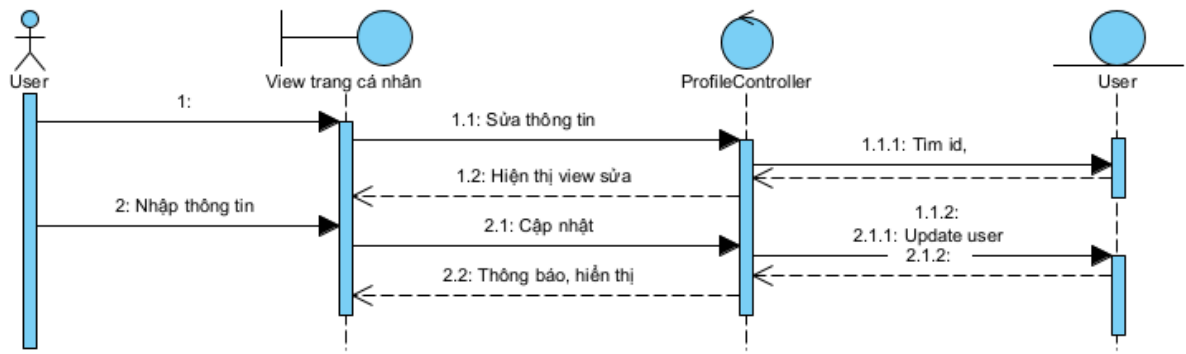 User
View trang cá nhân
ProfileController
User
1:
1.1: Sửa thông tin
1.1.1: Tìm id,
1.2: Hiện thị view sửa
2: Nhập thông tin
1.1.2:
2.1: Cập nhật
2.1.1: Update user
2.1.2:
2.2: Thông báo, hiển thị